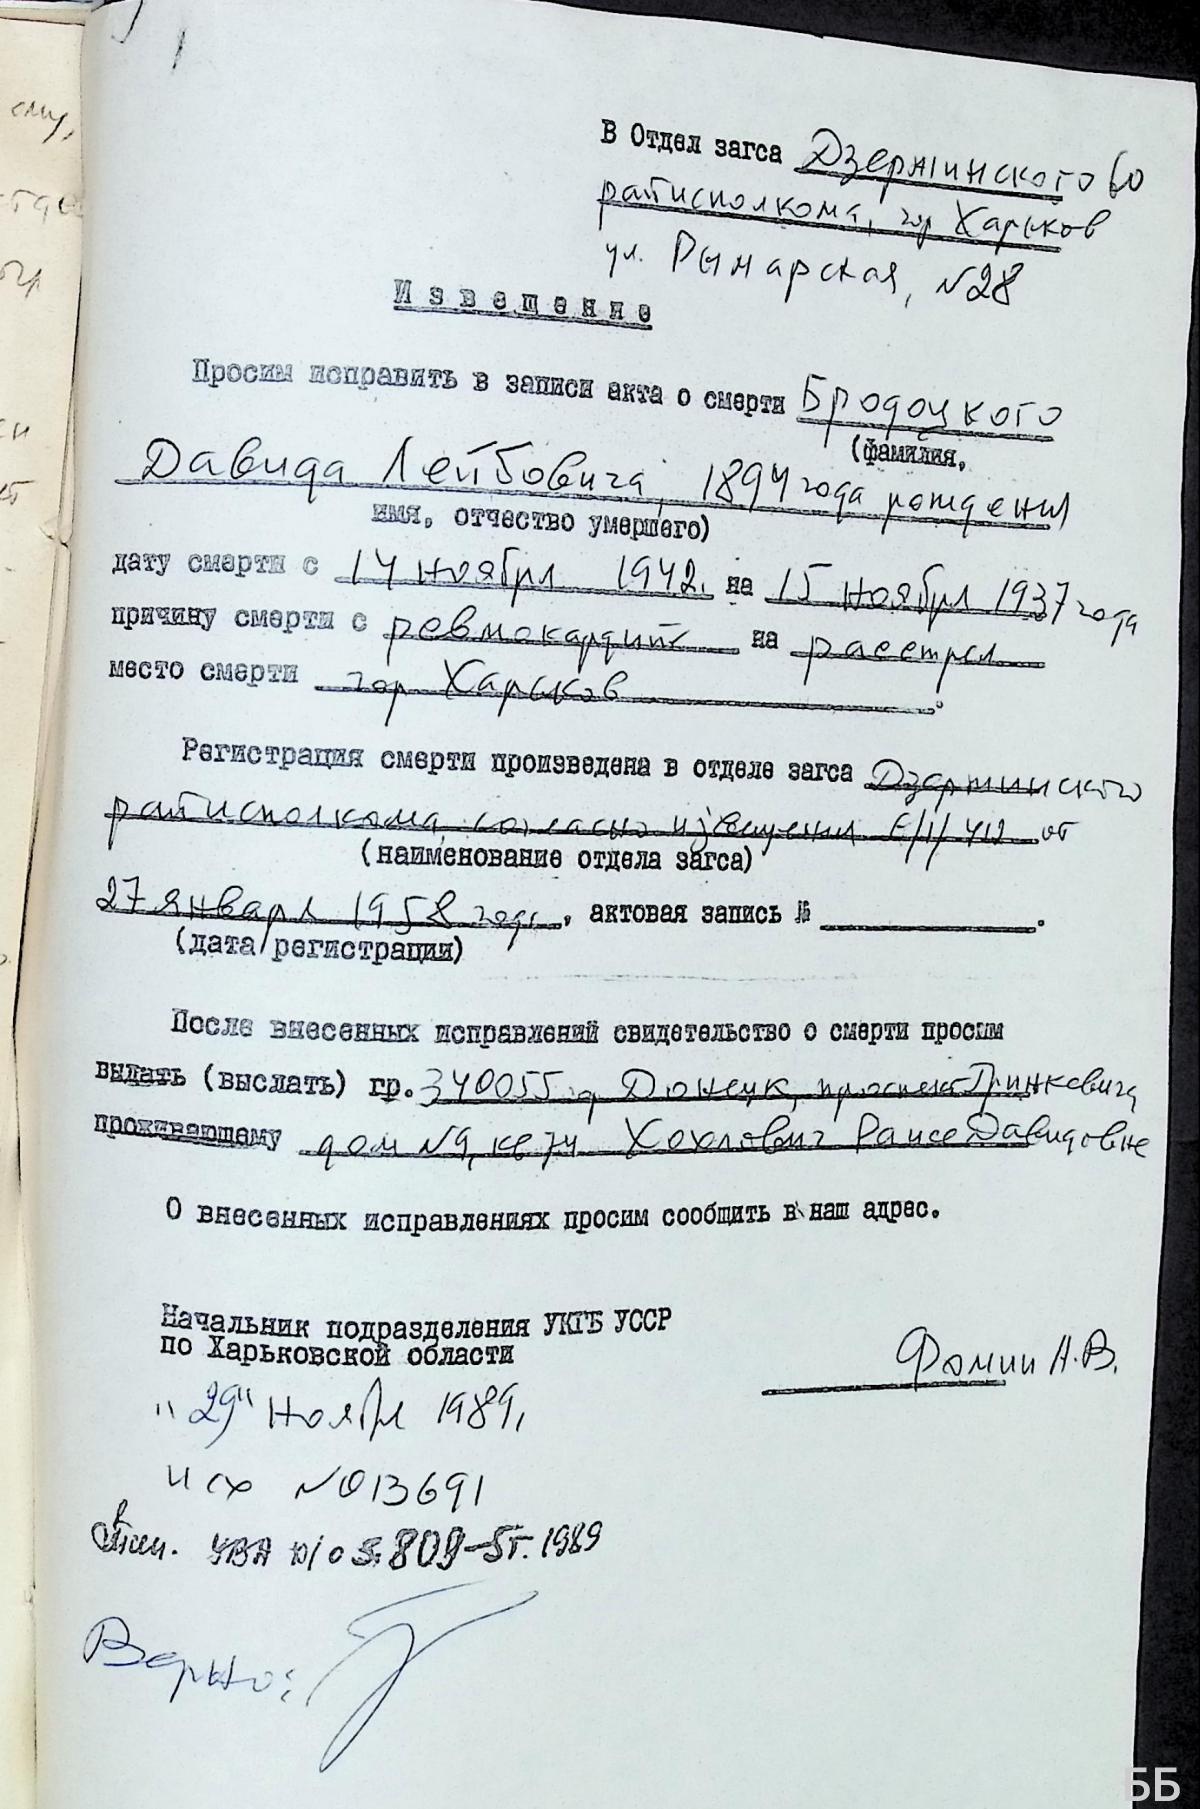 В Отдел загса Дзержинского
райисполкома, гор Харьков
ул. Рымарская, №28
Извещение
Просим исправить в записи акта о смерти Бродоцкого
(фамилия,
Давида Лейбовича, 1894 года рождения
имя, отчество умершего)
дату смерти с 14 ноября 1942. на 15 ноября 1937 года
причину смерти с ревмокардита на расстрел
место смерти гор Харьков.
Регистрация смерти произведена в отделе загса Дзержинского
райисполкома согласно извещения от
(наименование отдела загса)
27 января 1958 года, актовая запись №.
(дата регистрации)
После внесенных исправлений свидетельство о смерти просим
выдать (выслать) гр. 340055 г Донецк, проспект Гринкевича
проживающему дом №9, кв 74 Хохлович Раисе Давидовне
О внесенных исправлениях просим сообщить в наш адрес.
Начальник подразделения УКГБ УССР
по Харьковской области
Фомин А.В.
"29" ноября 1989,
исх №013691
809-5т. 1989
Верно:
ББ